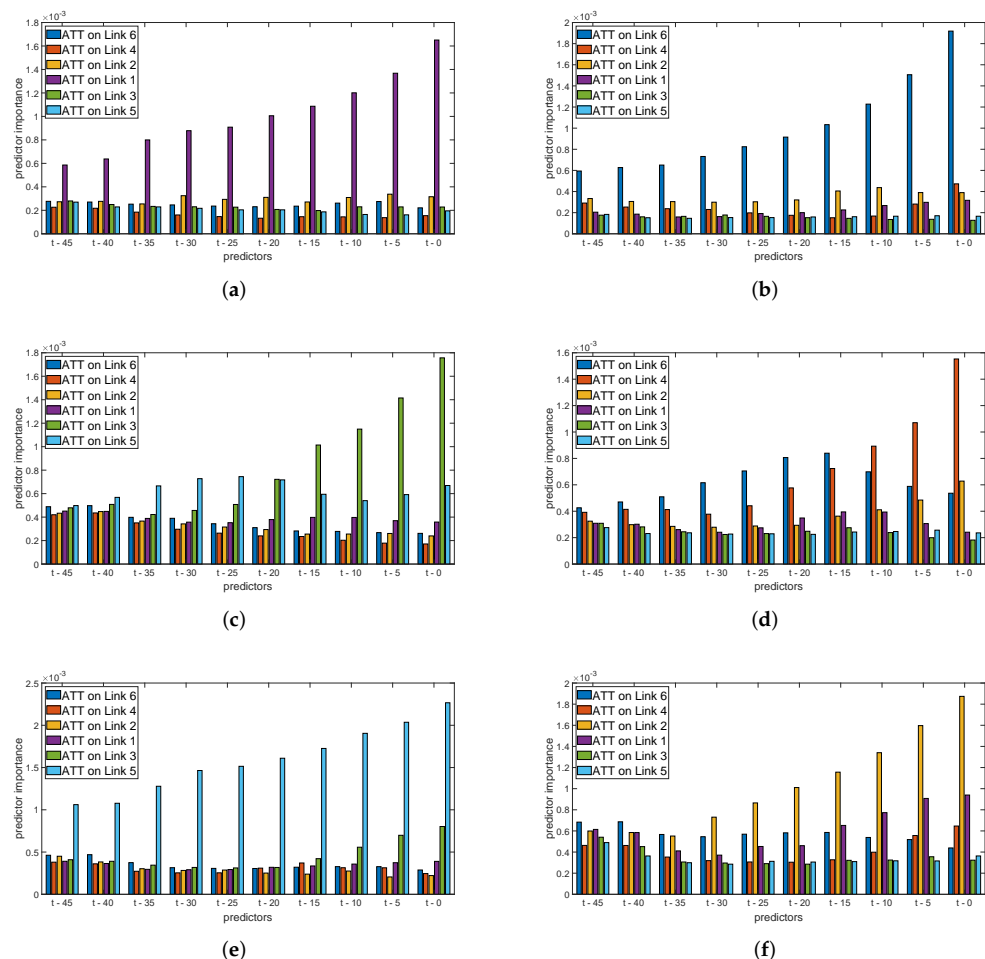 ×10-3
1.8
1.6
1.4
1.2
1
0.8
0.6
0.4
0.2
0
predictor importance
ATT on Link 6
ATT on Link 4
ATT on Link 2
ATT on Link 1
ATT on Link 3
ATT on Link 5
t - 45 t - 40 t - 35 t - 30 t - 25 t - 20 t - 15 t - 10 t - 5 t - 0
predictors
(a)
×10-3
2
1.8
1.6
1.4
1.2
1
0.8
0.6
0.4
0.2
0
predictor importance
ATT on Link 6
ATT on Link 4
ATT on Link 2
ATT on Link 1
ATT on Link 3
ATT on Link 5
t - 45 t - 40 t - 35 t - 30 t - 25 t - 20 t - 15 t - 10 t - 5 t - 0
predictors
(b)
×10-3
1.8
1.6
1.4
1.2
1
0.8
0.6
0.4
0.2
0
predictor importance
ATT on Link 6
ATT on Link 4
ATT on Link 2
ATT on Link 1
ATT on Link 3
ATT on Link 5
t - 45 t - 40 t - 35 t - 30 t - 25 t - 20 t - 15 t - 10 t - 5 t - 0
predictors
(c)
×10-3
1.6
1.4
1.2
1
0.8
0.6
0.4
0.2
0
predictor importance
ATT on Link 6
ATT on Link 4
ATT on Link 2
ATT on Link 1
ATT on Link 3
ATT on Link 5
t - 45 t - 40 t - 35 t - 30 t - 25 t - 20 t - 15 t - 10 t - 5 t - 0
predictors
(d)
×10-3
2.5
2
1.5
1
0.5
0
predictor importance
ATT on Link 6
ATT on Link 4
ATT on Link 2
ATT on Link 1
ATT on Link 3
ATT on Link 5
t - 45 t - 40 t - 35 t - 30 t - 25 t - 20 t - 15 t - 10 t - 5 t - 0
predictors
(e)
×10-3
2
1.8
1.6
1.4
1.2
1
0.8
0.6
0.4
0.2
0
predictor importance
ATT on Link 6
ATT on Link 4
ATT on Link 2
ATT on Link 1
ATT on Link 3
ATT on Link 5
t - 45 t - 40 t - 35 t - 30 t - 25 t - 20 t - 15 t - 10 t - 5 t - 0
predictors
(f)